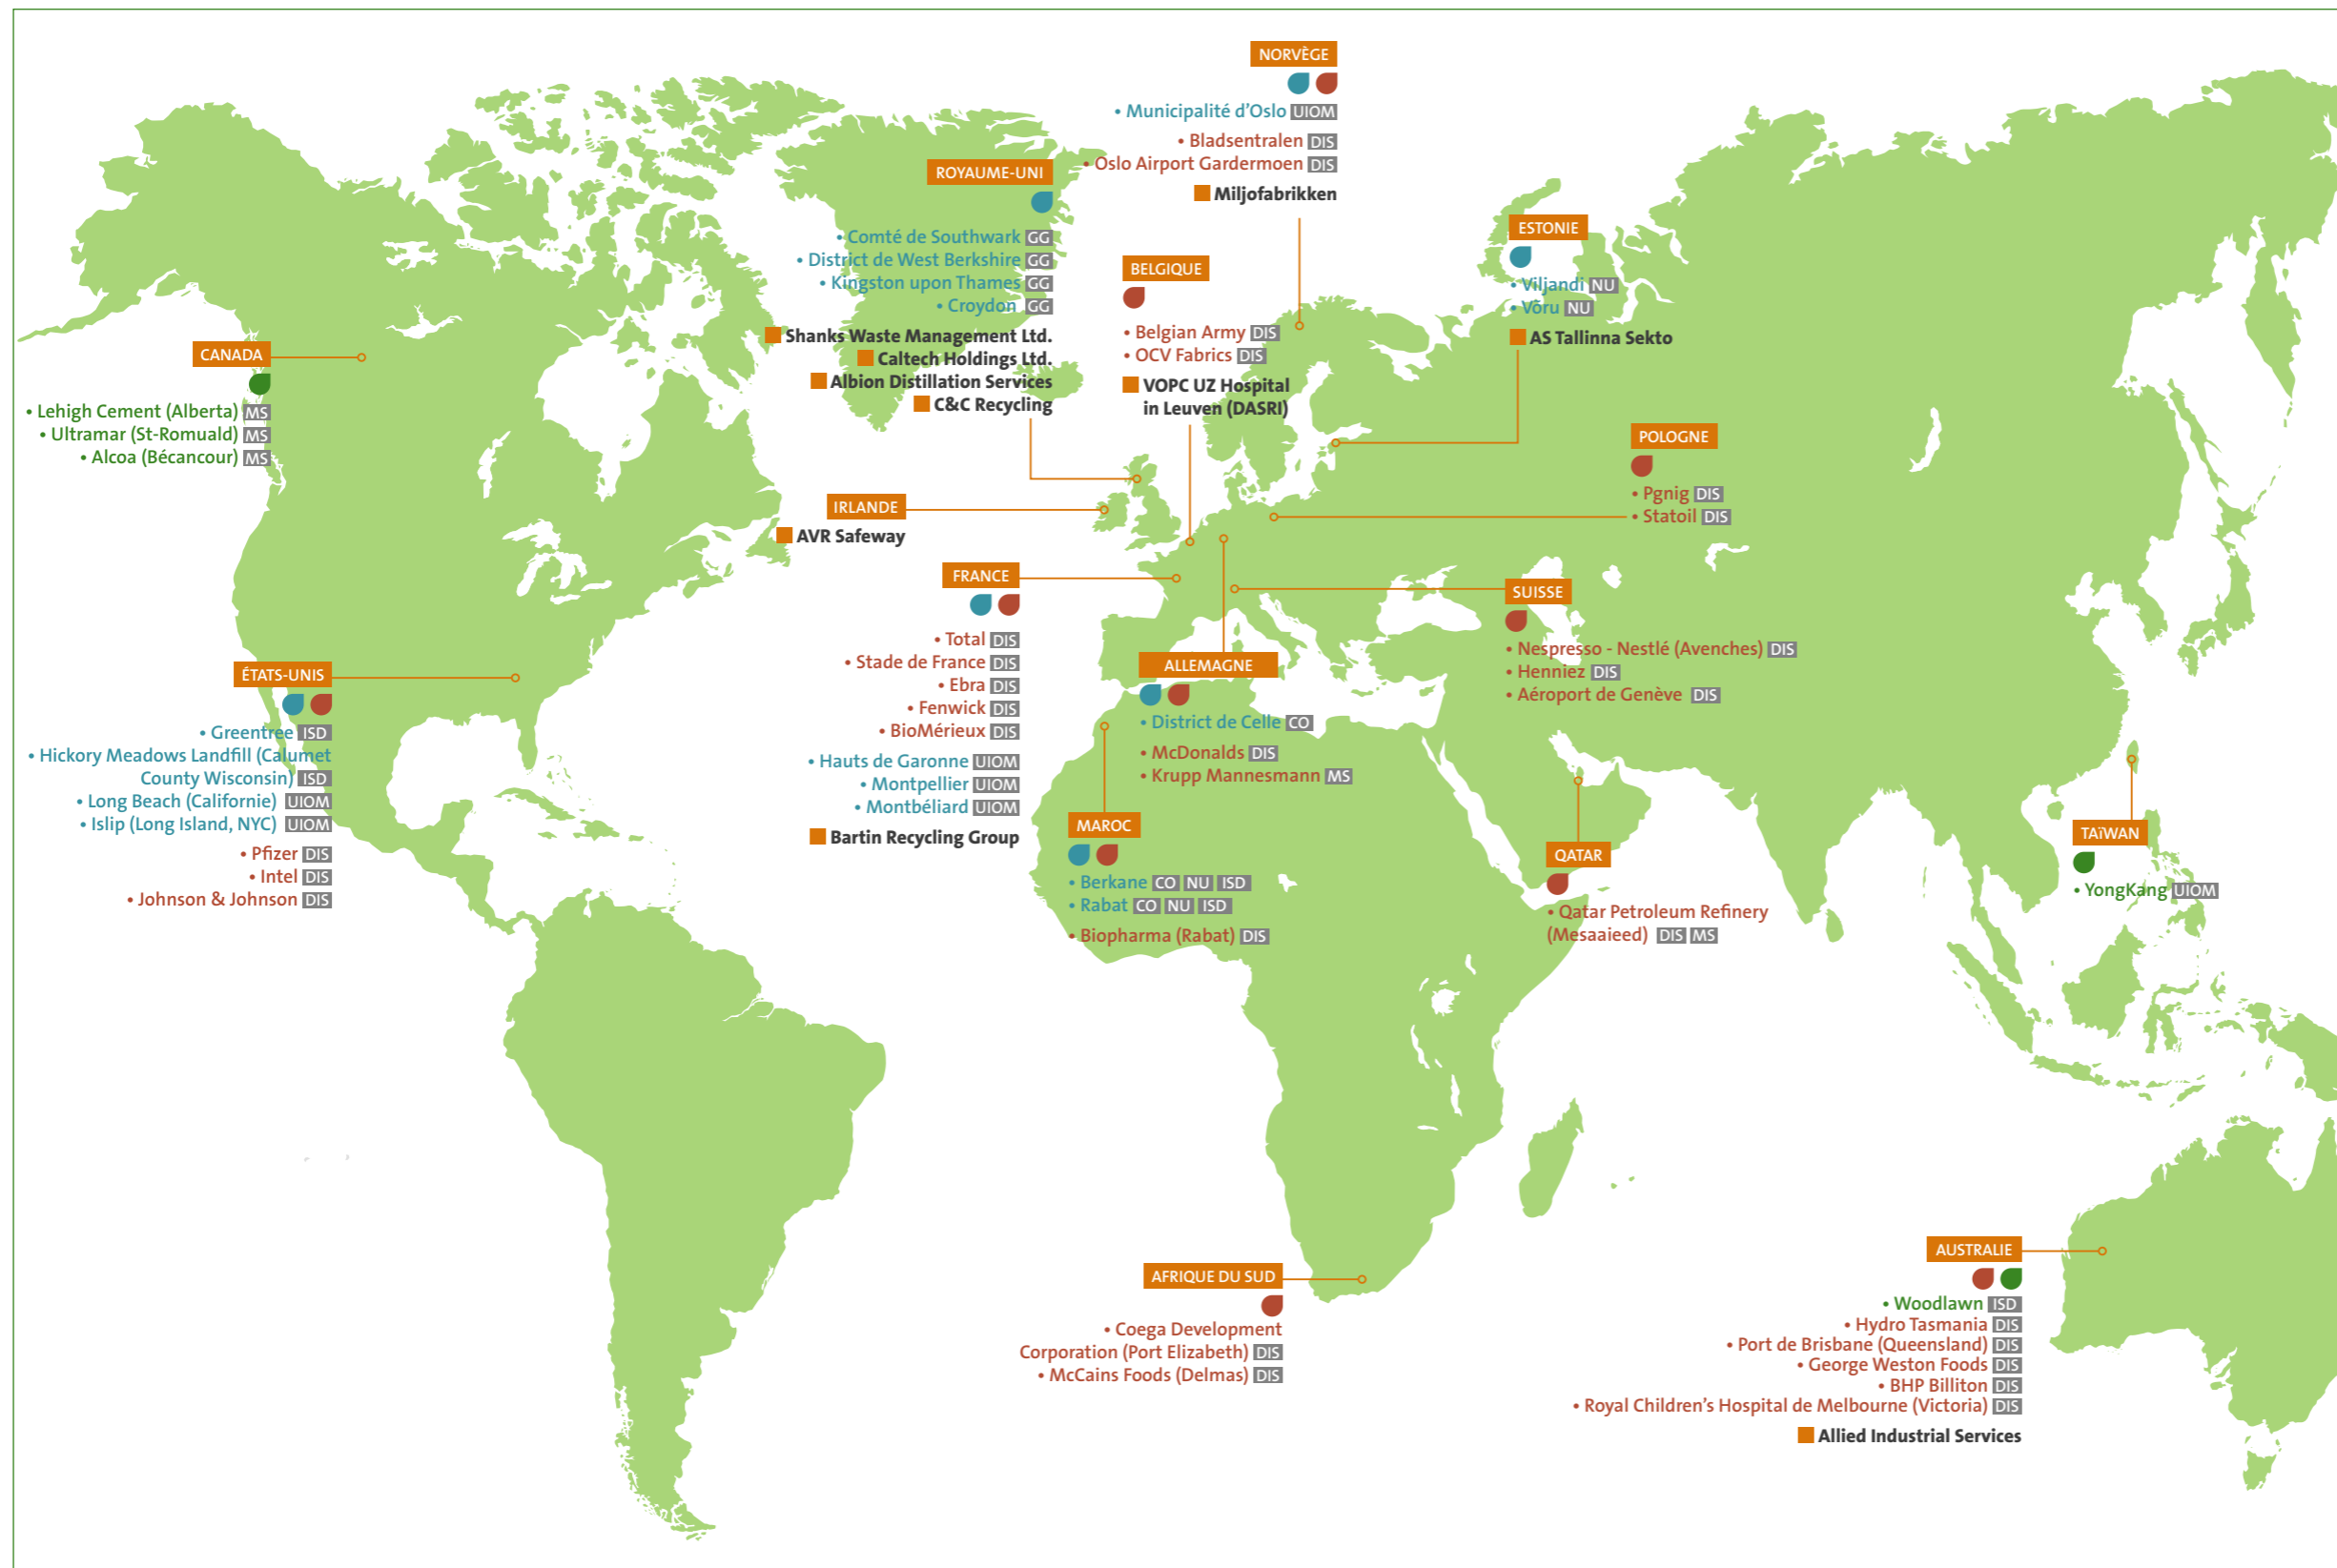 NORVÈGE
• Municipalité d'Oslo UIOM
• Bladsentralen DIS
• Oslo Airport Gardermoen DIS
Miljofabrikken
ROYAUME-UNI
• Comté de Southwark GG
• District de West Berkshire GG
• Kingston upon Thames GG
• Croydon GG
Shanks Waste Management Ltd.
Caltech Holdings Ltd.
Albion Distillation Services
C&C Recycling
BELGIQUE
• Belgian Army DIS
• OCV Fabrics DIS
VOPC UZ Hospital
in Leuven (DASRI)
ESTONIE
• Viljandi NU
• Võru NU
AS Tallinna Sekto
CANADA
• Lehigh Cement (Alberta) MS
• Ultramar (St-Romuald) MS
• Alcoa (Bécancour) MS
POLOGNE
• Pgnig DIS
• Statoil DIS
IRLANDE
AVR Safeway
FRANCE
• Total DIS
• Stade de France DIS
• Ebra DIS
• Fenwick DIS
• BioMérieux DIS
• Hauts de Garonne UIOM
• Montpellier UIOM
• Montbéliard UIOM
Bartin Recycling Group
SUISSE
• Nespresso - Nestlé (Avenches) DIS
• Henniez DIS
• Aéroport de Genève DIS
ALLEMAGNE
• District de Celle CO
• McDonalds DIS
• Krupp Mannesmann MS
ÉTATS-UNIS
• Greentree ISD
• Hickory Meadows Landfill (Calumet
County Wisconsin) ISD
• Long Beach (Californie) UIOM
• Islip (Long Island, NYC) UIOM
• Pfizer DIS
• Intel DIS
• Johnson & Johnson DIS
MAROC
• Berkane CO NU ISD
• Rabat CO NU ISD
• Biopharma (Rabat) DIS
QATAR
• Qatar Petroleum Refinery
(Mesaaieed) DIS MS
TAïWAN
• YongKang UIOM
AFRIQUE DU SUD
• Coega Development
Corporation (Port Elizabeth) DIS
• McCains Foods (Delmas) DIS
AUSTRALIE
• Woodlawn ISD
• Hydro Tasmania DIS
• Port de Brisbane (Queensland) DIS
• George Weston Foods DIS
• BHP Billiton DIS
• Royal Children's Hospital de Melbourne (Victoria) DIS
Allied Industrial Services